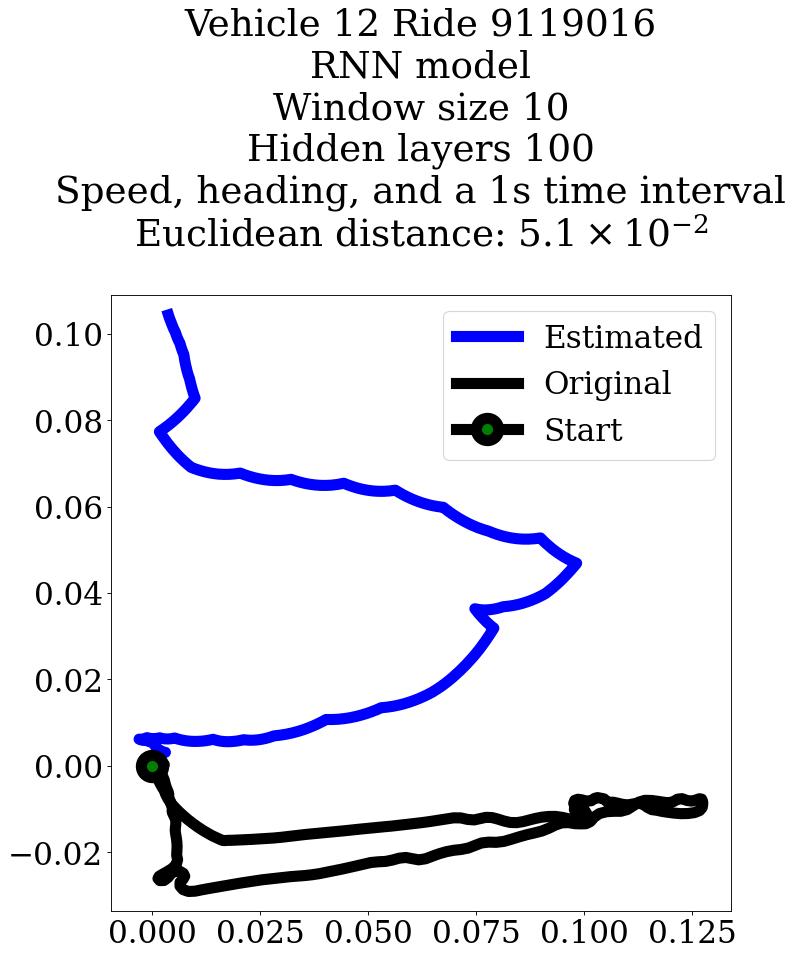 Vehicle 12 Ride 9119016
RNN model
Window size 10
Hidden layers 100
Speed, heading, and a 1s time interval
Euclidean distance: 5.1 × 10⁻²
Estimated
Original
Start
0.10
0.08
0.06
0.04
0.02
0.00
−0.02
0.000 0.025 0.050 0.075 0.100 0.125